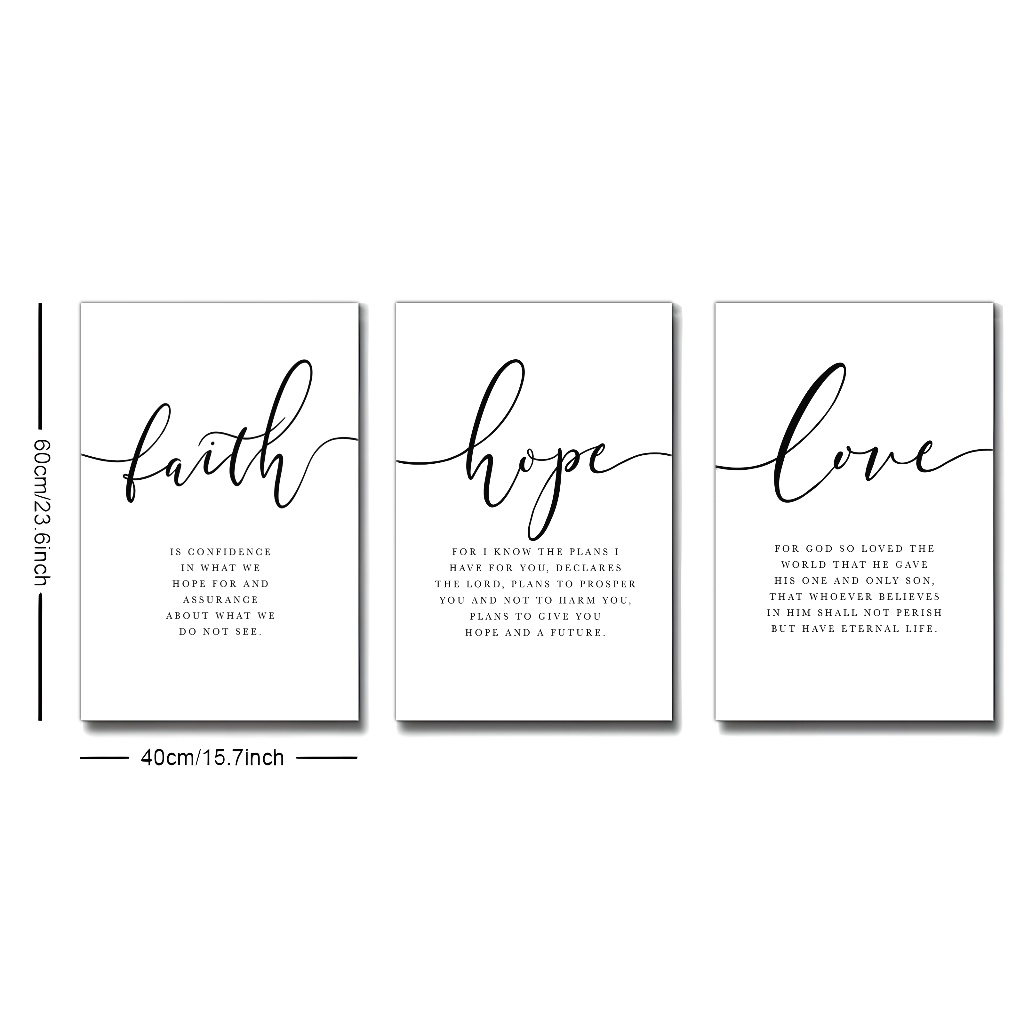 faith
IS CONFIDENCE
IN WHAT WE
HOPE FOR AND
ASSURANCE
ABOUT WHAT WE
DO NOT SEE.
hope
FOR I KNOW THE PLANS I
HAVE FOR YOU, DECLARES
THE LORD, PLANS TO PROSPER
YOU AND NOT TO HARM YOU,
PLANS TO GIVE YOU
HOPE AND A FUTURE.
love
FOR GOD SO LOVED THE
WORLD THAT HE GAVE
HIS ONE AND ONLY SON,
THAT WHOEVER BELIEVES
IN HIM SHALL NOT PERISH
BUT HAVE ETERNAL LIFE.
60cm/23.6inch
40cm/15.7inch